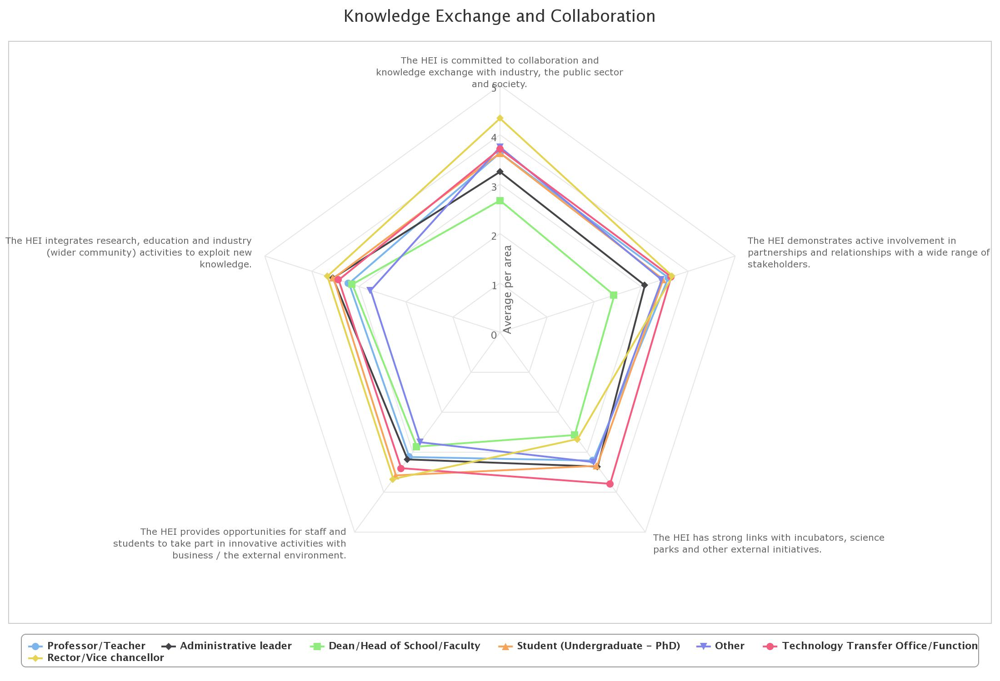 Knowledge Exchange and Collaboration
The HEI is committed to collaboration and
knowledge exchange with industry, the public sector
and society.
5
4
3
2
1
0
Average per area
The HEI integrates research, education and industry
(wider community) activities to exploit new
knowledge.
The HEI demonstrates active involvement in
partnerships and relationships with a wide range of
stakeholders.
The HEI provides opportunities for staff and
students to take part in innovative activities with
business / the external environment.
The HEI has strong links with incubators, science
parks and other external initiatives.
Professor/Teacher Administrative leader Dean/Head of School/Faculty Student (Undergraduate – PhD) Other Technology Transfer Office/Function
Rector/Vice chancellor